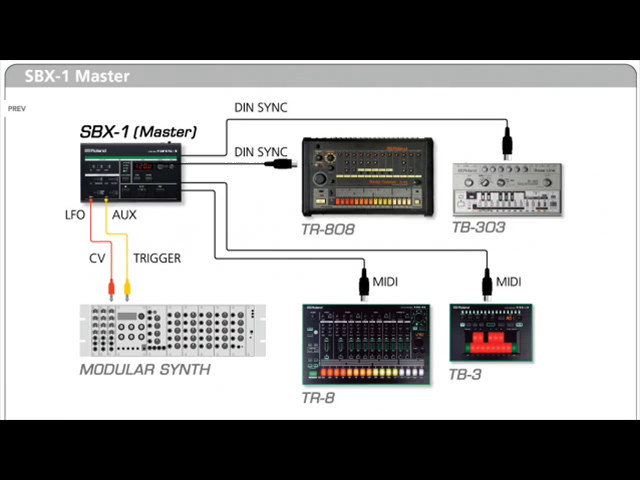 SBX-1 Master
PREV
DIN SYNC
SBX-1 (Master)
DIN SYNC
Roland
LFO
AUX
TR-808
TB-303
CV
TRIGGER
MIDI
MIDI
MODULAR SYNTH
TR-8
TB-3